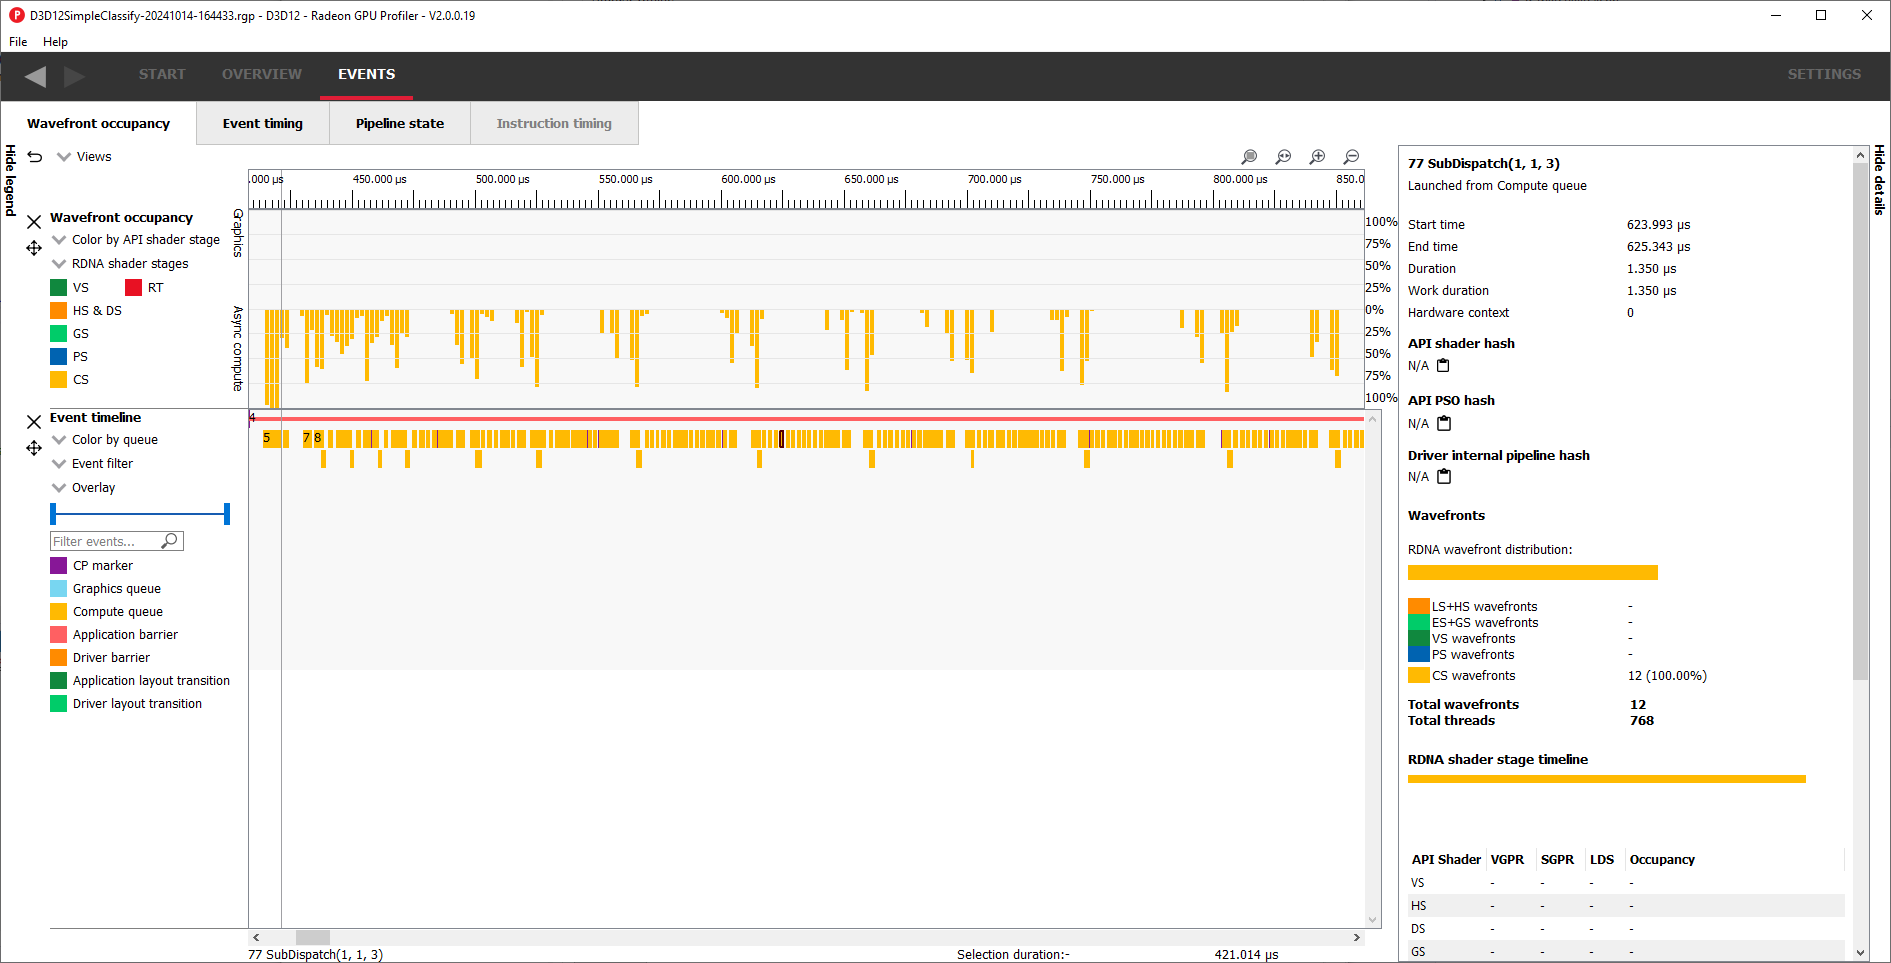 D3D12SimpleClassify-20241014-164433.rgp - D3D12 - Radeon GPU Profiler - V2.0.0.19
File Help
START OVERVIEW EVENTS SETTINGS
Wavefront occupancy Event timing Pipeline state Instruction timing
Hide legend
Views
.000 µs 450.000 µs 500.000 µs 550.000 µs 600.000 µs 650.000 µs 700.000 µs 750.000 µs 800.000 µs 850.0
Wavefront occupancy
Color by API shader stage
RDNA shader stages
VS RT
HS & DS
GS
PS
CS
Graphics
Async compute
100%
75%
50%
25%
0%
25%
50%
75%
100%
Event timeline
Color by queue
Event filter
Overlay
Filter events...
CP marker
Graphics queue
Compute queue
Application barrier
Driver barrier
Application layout transition
Driver layout transition
4
5 7 8
77 SubDispatch(1, 1, 3) Selection duration:- 421.014 µs
Hide details
77 SubDispatch(1, 1, 3)
Launched from Compute queue
Start time 623.993 µs
End time 625.343 µs
Duration 1.350 µs
Work duration 1.350 µs
Hardware context 0
API shader hash
N/A
API PSO hash
N/A
Driver internal pipeline hash
N/A
Wavefronts
RDNA wavefront distribution:
LS+HS wavefronts -
ES+GS wavefronts -
VS wavefronts -
PS wavefronts -
CS wavefronts 12 (100.00%)
Total wavefronts 12
Total threads 768
RDNA shader stage timeline
API Shader VGPR SGPR LDS Occupancy
VS - - - -
HS - - - -
DS - - - -
GS - - - -